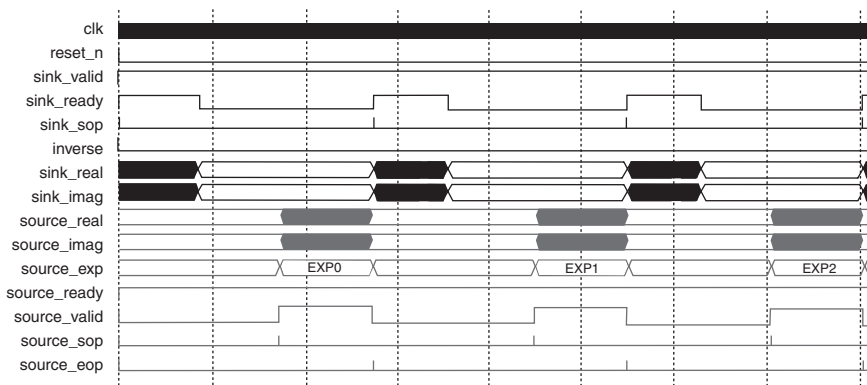 clk
reset_n
sink_valid
sink_ready
sink_sop
inverse
sink_real
sink_imag
source_real
source_imag
source_exp EXP0 EXP1 EXP2
source_ready
source_valid
source_sop
source_eop